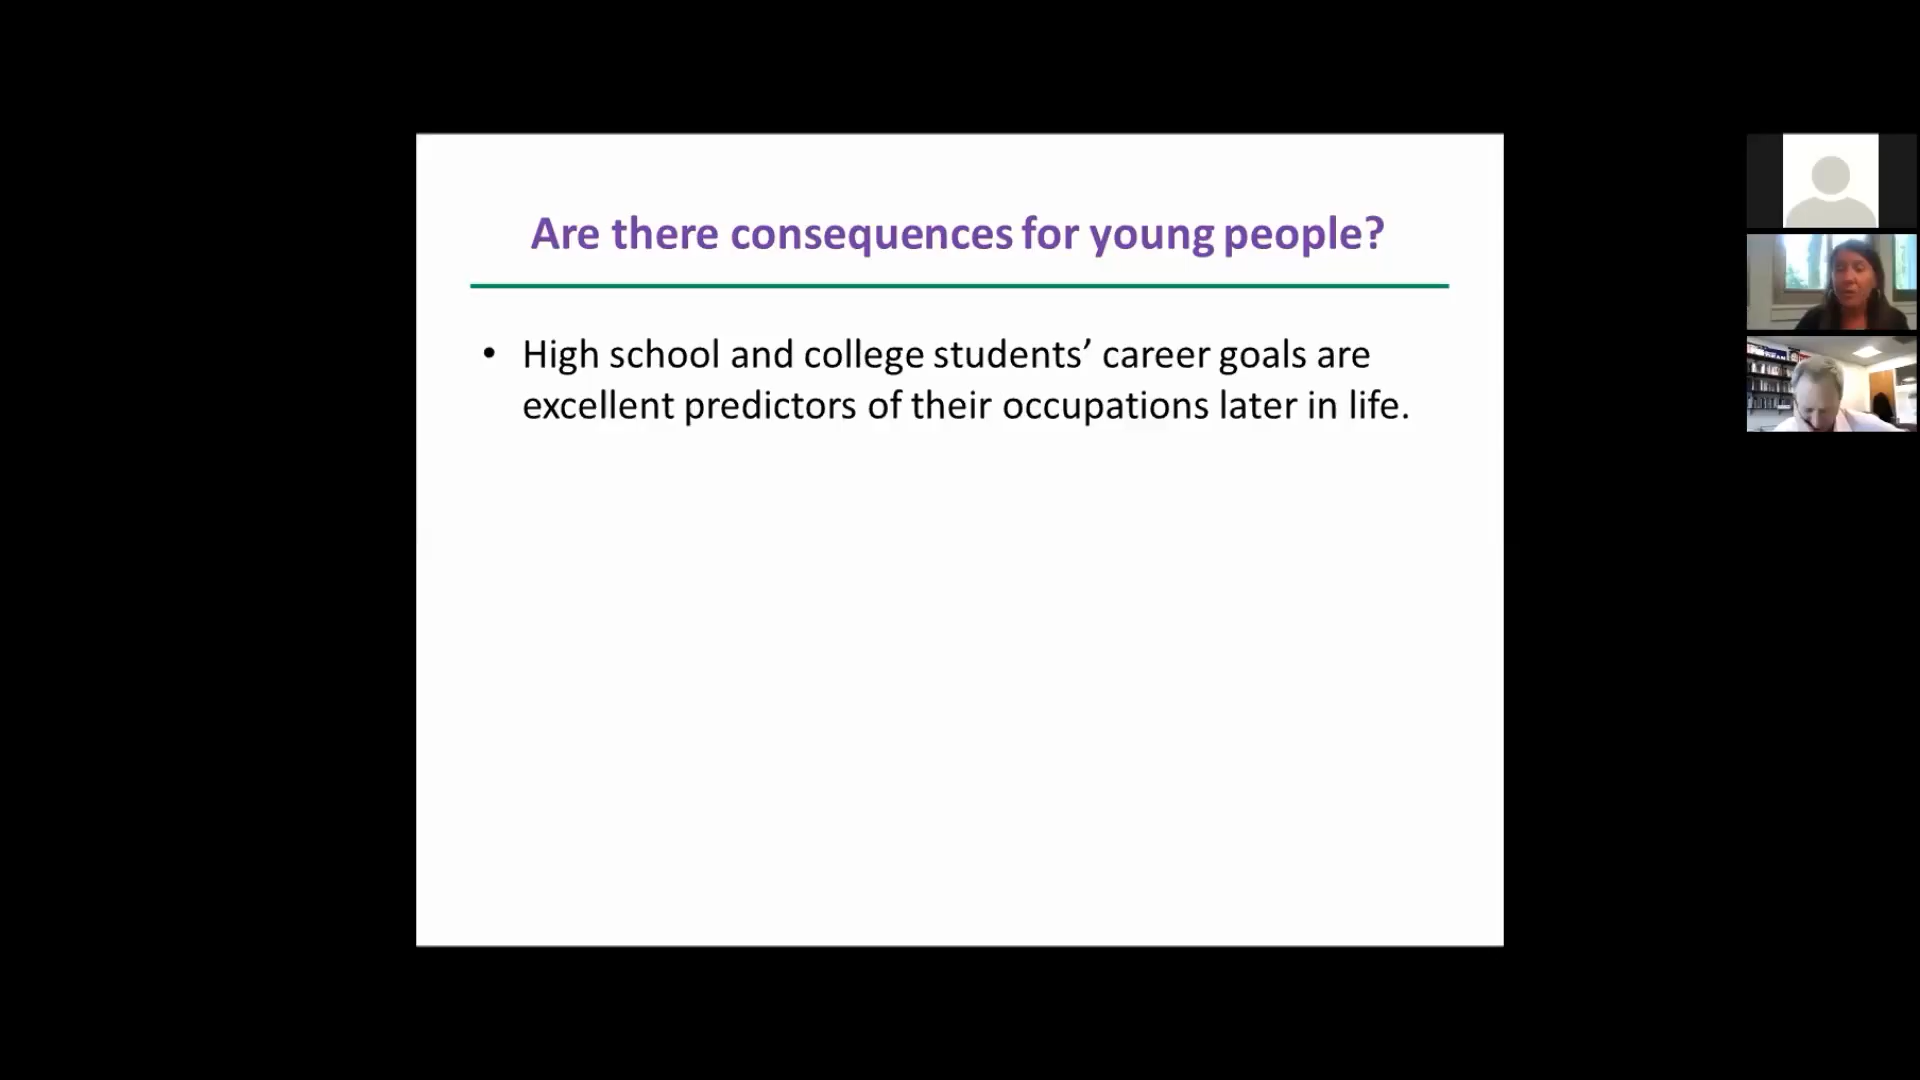 Are there consequences for young people?
• High school and college students’ career goals are
excellent predictors of their occupations later in life.